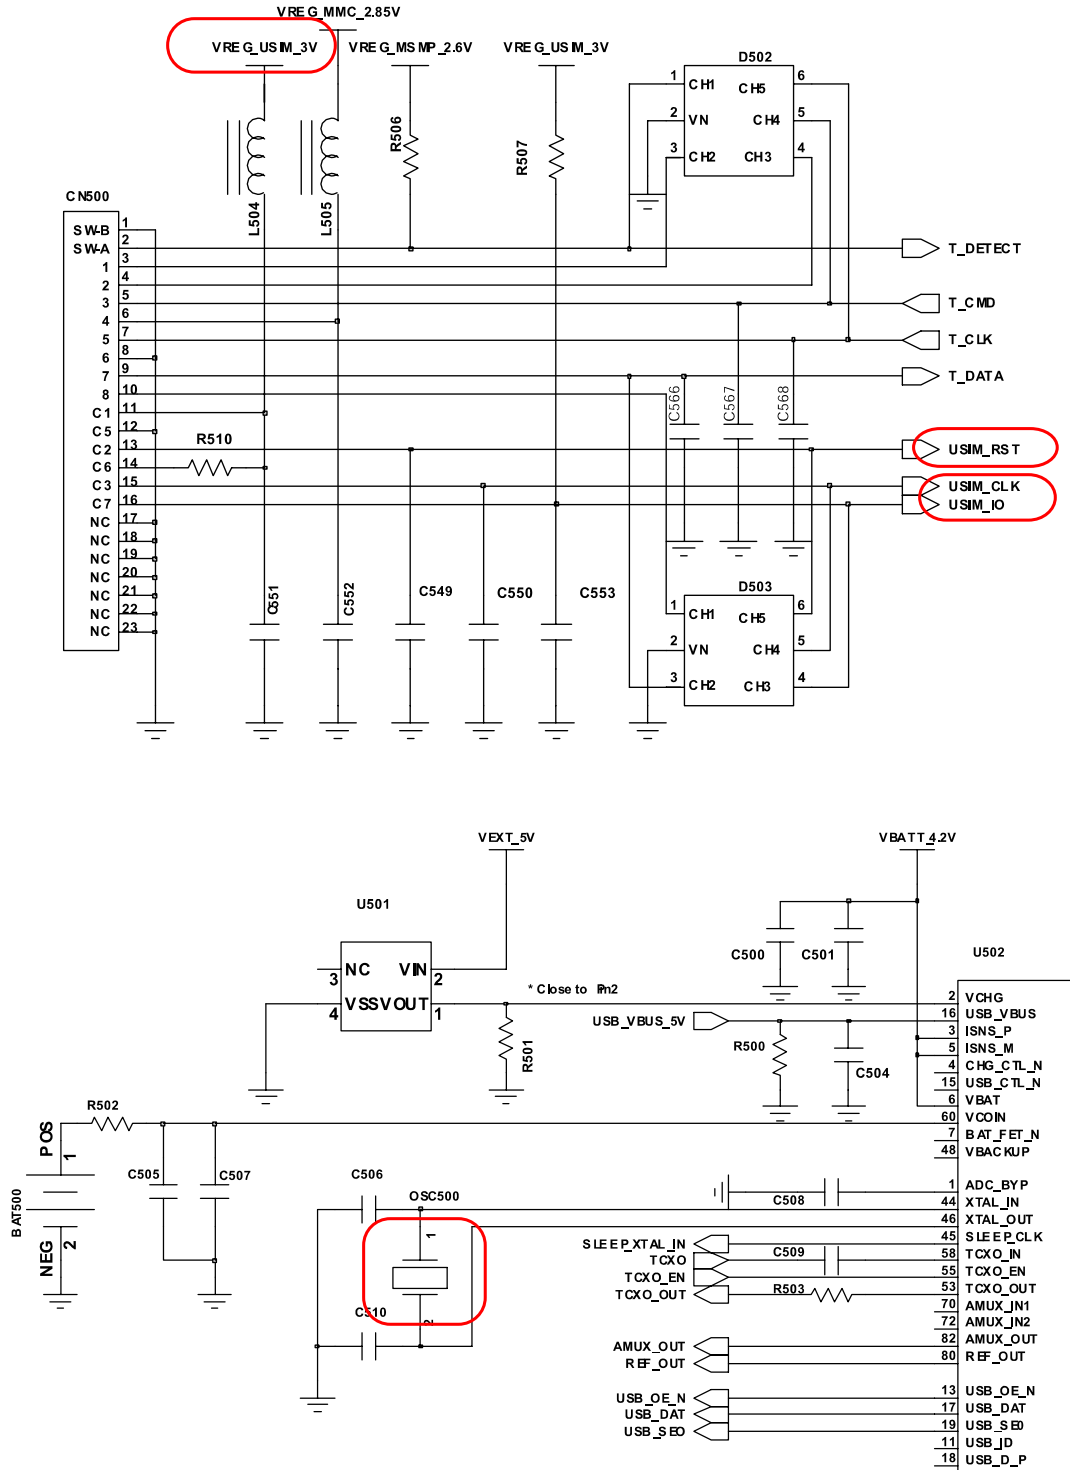 VREG_MMC_2.85V
VREG_USIM_3V
VREG_MSMP_2.6V
VREG_USIM_3V
D502
1 CH1 CH5 6
2 VN CH4 5
3 CH2 CH3 4
R506
R507
L504
L505
CN500
SW-B 1
SW-A 2
1 3
2 4
3 5
4 6
5 7
6 8
7 9
8 10
C1 11
C5 12
C2 13
C6 14
C3 15
C7 16
NC 17
NC 18
NC 19
NC 20
NC 21
NC 22
NC 23
R510
T_DETECT
T_CMD
T_CLK
T_DATA
C566
C567
C568
USIM_RST
USIM_CLK
USIM_IO
C551
C552
C549
C550
C553
D503
1 CH1 CH5 6
2 VN CH4 5
3 CH2 CH3 4
VEXT_5V
VBATT_4.2V
U501
3 NC VIN 2
4 VSS VOUT 1
* Close to Pin2
R501
USB_VBUS_5V
C500
C501
R500
C504
U502
2 VCHG
16 USB_VBUS
3 ISNS_P
5 ISNS_M
4 CHG_CTL_N
15 USB_CTL_N
6 VBAT
60 VCOIN
7 BAT_FET_N
48 VBACKUP
1 ADC_BYP
44 XTAL_IN
46 XTAL_OUT
45 SLEEP_CLK
58 TCXO_IN
55 TCXO_EN
53 TCXO_OUT
70 AMUX_IN1
72 AMUX_IN2
82 AMUX_OUT
80 REF_OUT
13 USB_OE_N
17 USB_DAT
19 USB_SE0
11 USB_ID
18 USB_D_P
R502
POS 1
BAT500
NEG 2
C505
C507
C506
OSC500
1
2
C510
C508
SLEEP_XTAL_IN
TCXO
C509
TCXO_EN
TCXO_OUT
R503
AMUX_OUT
REF_OUT
USB_OE_N
USB_DAT
USB_SEO